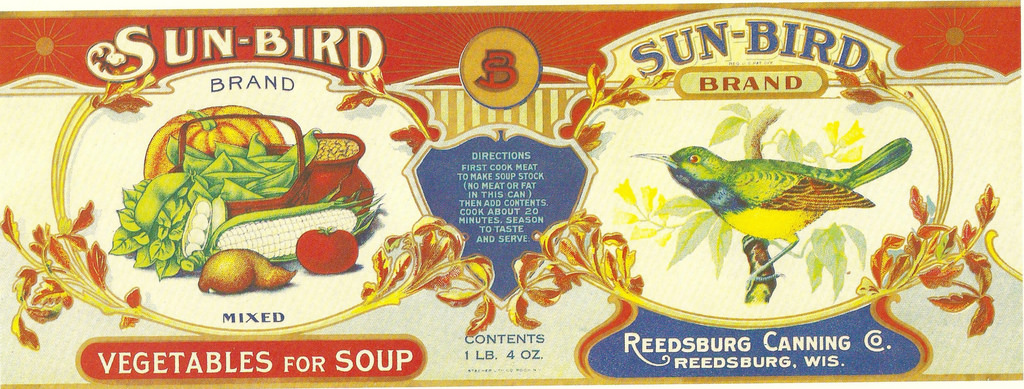 SUN-BIRD
BRAND
MIXED
VEGETABLES FOR SOUP
SB
DIRECTIONS
FIRST COOK MEAT
TO MAKE SOUP STOCK
(NO MEAT OR FAT
IN THIS CAN)
THEN ADD CONTENTS.
COOK ABOUT 20
MINUTES, SEASON
TO TASTE
AND SERVE.
CONTENTS
1 LB. 4 OZ.
SUN-BIRD
BRAND
REEDSBURG CANNING CO.
REEDSBURG, WIS.